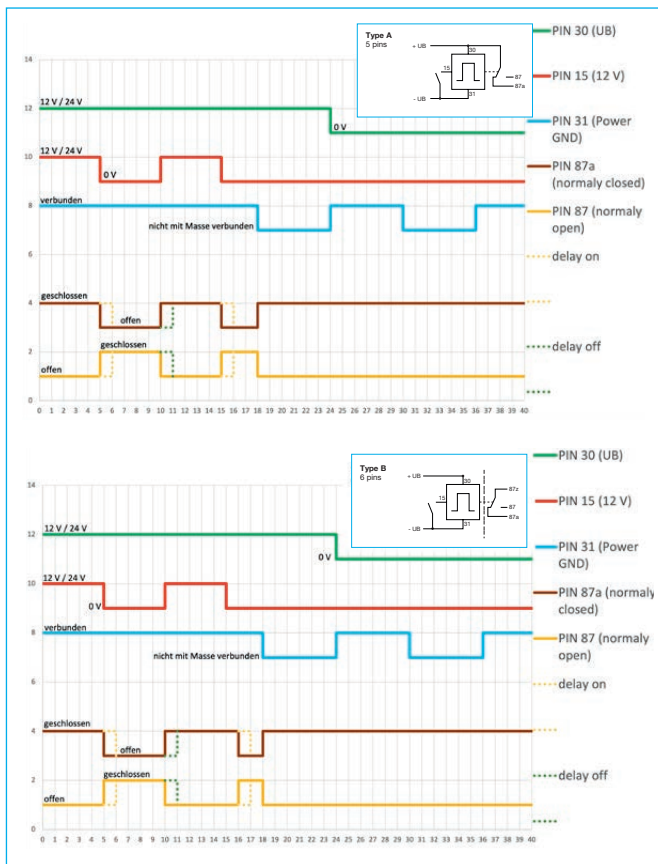 Type A
5 pins
+ UB
30
15
87
87a
31
- UB
PIN 30 (UB)
PIN 15 (12 V)
PIN 31 (Power
GND)
PIN 87a
(normaly closed)
PIN 87 (normaly
open)
delay on
delay off
14
12
10
8
6
4
2
0
12 V / 24 V
0 V
12 V / 24 V
0 V
verbunden
nicht mit Masse verbunden
geschlossen
offen
geschlossen
offen
0 1 2 3 4 5 6 7 8 9 10 11 12 13 14 15 16 17 18 19 20 21 22 23 24 25 26 27 28 29 30 31 32 33 34 35 36 37 38 39 40
Type B
6 pins
+ UB
30
15
87z
87
87a
31
- UB
PIN 30 (UB)
PIN 15 (12 V)
PIN 31 (Power
GND)
PIN 87a (normaly
closed)
PIN 87 (normaly
open)
delay on
delay off
14
12
10
8
6
4
2
0
12 V / 24 V
0 V
12 V / 24 V
0 V
verbunden
nicht mit Masse verbunden
geschlossen
offen
geschlossen
offen
0 1 2 3 4 5 6 7 8 9 10 11 12 13 14 15 16 17 18 19 20 21 22 23 24 25 26 27 28 29 30 31 32 33 34 35 36 37 38 39 40